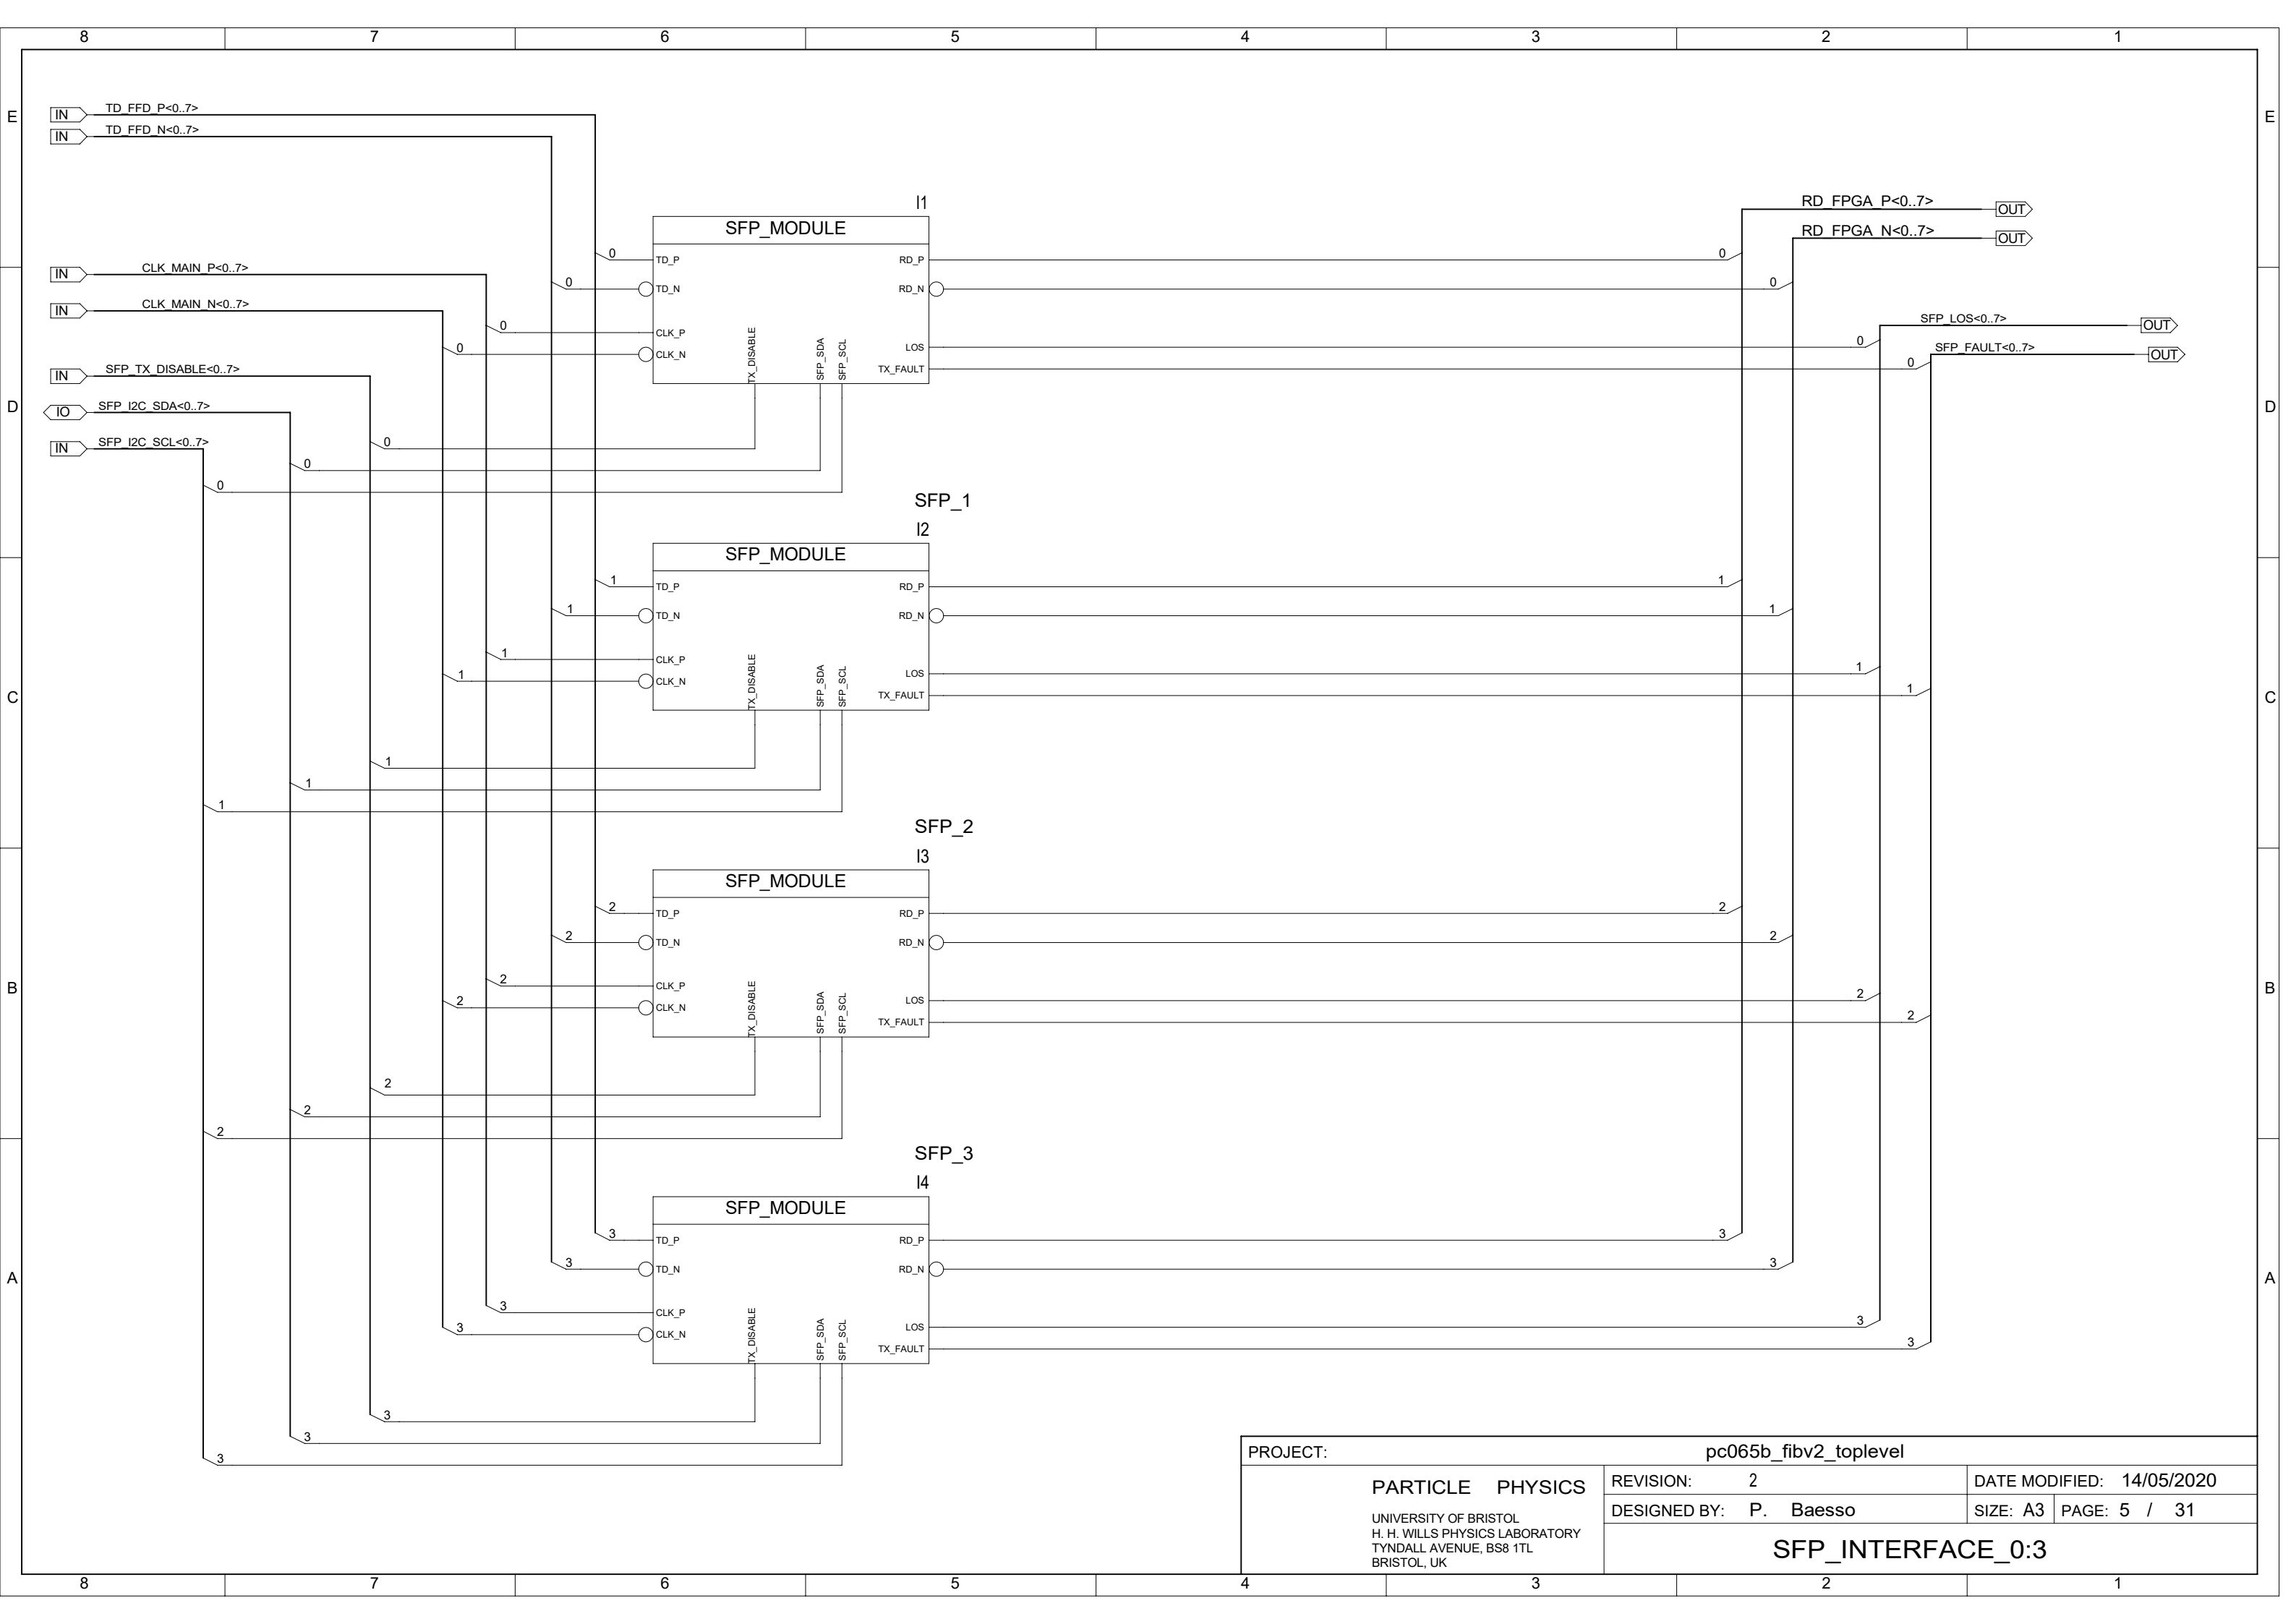 8 7 6 5 4 3 2 1
E E
IN TD_FFD_P<0..7>
IN TD_FFD_N<0..7>
I1
SFP_MODULE
RD_FPGA_P<0..7> OUT
RD_FPGA_N<0..7> OUT
0 TD_P RD_P 0
0 TD_N RD_N 0
IN CLK_MAIN_P<0..7>
IN CLK_MAIN_N<0..7>
0 CLK_P
0 CLK_N
TX_DISABLE SFP_SDA SFP_SCL
LOS 0
TX_FAULT 0
SFP_LOS<0..7> OUT
SFP_FAULT<0..7> OUT
IN SFP_TX_DISABLE<0..7>
D D
IO SFP_I2C_SDA<0..7>
IN SFP_I2C_SCL<0..7>
0
0
0
SFP_1
I2
SFP_MODULE
1 TD_P RD_P 1
1 TD_N RD_N 1
1 CLK_P
1 CLK_N
TX_DISABLE SFP_SDA SFP_SCL
LOS 1
TX_FAULT 1
C C
1
1
1
SFP_2
I3
SFP_MODULE
2 TD_P RD_P 2
2 TD_N RD_N 2
2 CLK_P
2 CLK_N
TX_DISABLE SFP_SDA SFP_SCL
LOS 2
TX_FAULT 2
B B
2
2
2
SFP_3
I4
SFP_MODULE
3 TD_P RD_P 3
3 TD_N RD_N 3
3 CLK_P
3 CLK_N
TX_DISABLE SFP_SDA SFP_SCL
LOS 3
TX_FAULT 3
A A
3
3
3
PROJECT: pc065b_fibv2_toplevel
PARTICLE PHYSICS
UNIVERSITY OF BRISTOL
H. H. WILLS PHYSICS LABORATORY
TYNDALL AVENUE, BS8 1TL
BRISTOL, UK
REVISION: 2 DATE MODIFIED: 14/05/2020
DESIGNED BY: P. Baesso SIZE: A3 PAGE: 5 / 31
SFP_INTERFACE_0:3
8 7 6 5 4 3 2 1